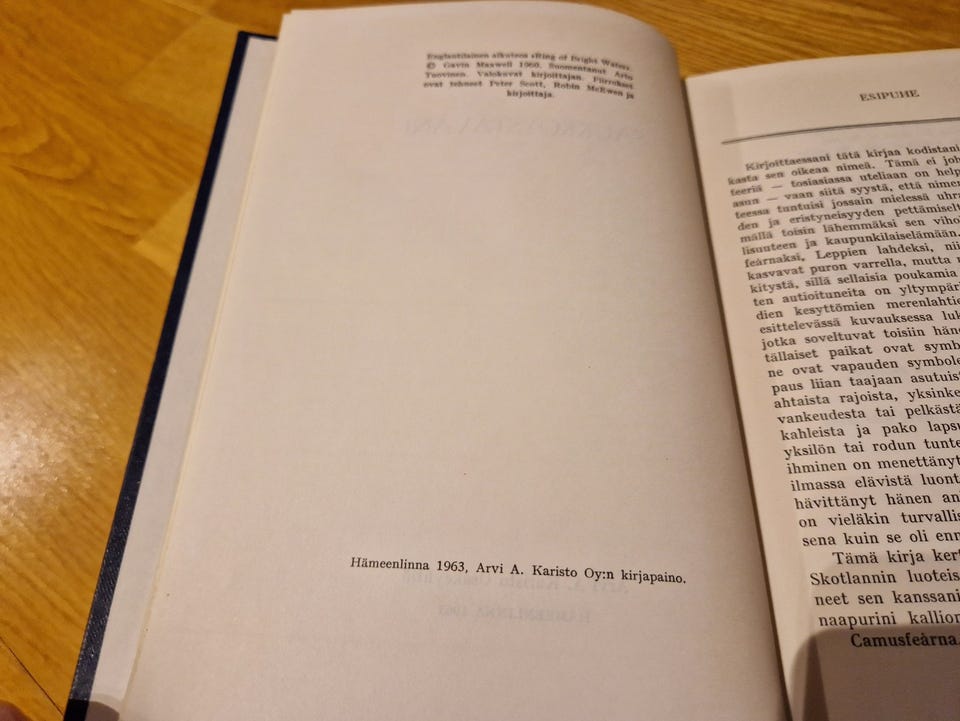 Englantilainen alkuteos »Ring of Bright Water».
© Gavin Maxwell 1960. Suomentanut Arto
Tuovinen. Valokuvat kirjoittajan. Piirrokset
ovat tehneet Peter Scott, Robin McEwen ja
kirjoittaja.
Hämeenlinna 1963, Arvi A. Karisto Oy:n kirjapaino.
ESIPUHE
Kirjoittaessani tätä kirjaa kodistani
kasta sen oikeaa nimeä. Tämä ei joh
teeriä — tosiasiassa uteliaan on help
asun — vaan siitä syystä, että nimen
teessa tuntuisi jossain mielessä uhra
den ja eristyneisyyden pettämiselt
mällä toisin lähemmäksi sen vihol
lisuuteen ja kaupunkilaiselämään.
feàrnaksi, Leppien lahdeksi, nii
kasvavat puron varrella, mutta
kitystä, sillä sellaisia poukamia
ten autioituneita on yltympäri
dien kesyttömien merenlahtie
esittelevässä kuvauksessa luk
jotka soveltuvat toisiin häne
tällaiset paikat ovat symb
ne ovat vapauden symbole
paus liian taajaan asutuis
ahtaista rajoista, yksinke
vankeudesta tai pelkästä
kahleista ja pako lapsu
yksilön tai rodun tunte
ihminen on menettänyt
ilmassa elävistä luont
hävittänyt hänen an
on vieläkin turvallis
sena kuin se oli enn
Tämä kirja kert
Skotlannin luoteis
neet sen kanssani
naapurini kallion
Camusfeàrna.